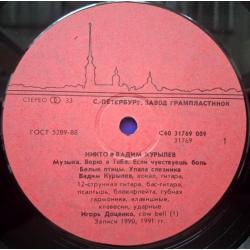 СТЕРЕО 33
С.-ПЕТЕРБУРГ. ЗАВОД ГРАМПЛАСТИНОК
ГОСТ 5289-88
С60 31769 009
31769
1
НИКТО и ВАДИМ КУРЫЛЕВ
Музыка. Верю в Тебя. Если чувствуешь боль
Белые птицы. Упала слезинка
Вадим Курылев, вокал, гитара,
12-струнная гитара, бас-гитара,
псалтырь, блокфлейта, губная
гармоника, клавишные,
клавесин, ударные
Игорь Доценко, cow bell (1)
Записи 1990, 1991 гг.